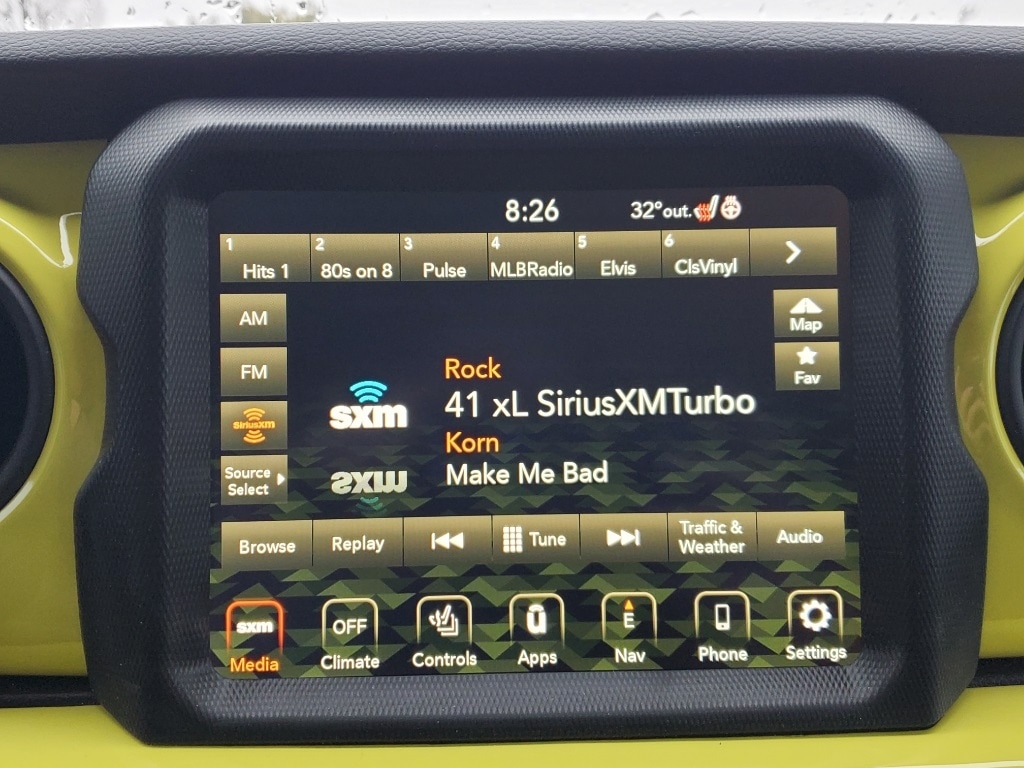 8:26 32°out.
1 Hits 1
2 80s on 8
3 Pulse
4 MLBRadio
5 Elvis
6 ClsVinyl
AM
FM
SiriusXM
Source
Select
Map
Fav
sxm
Rock
41 xL SiriusXMTurbo
Korn
Make Me Bad
Browse
Replay
Tune
Traffic &
Weather
Audio
sxm
Media
OFF
Climate
Controls
Apps
E
Nav
Phone
Settings